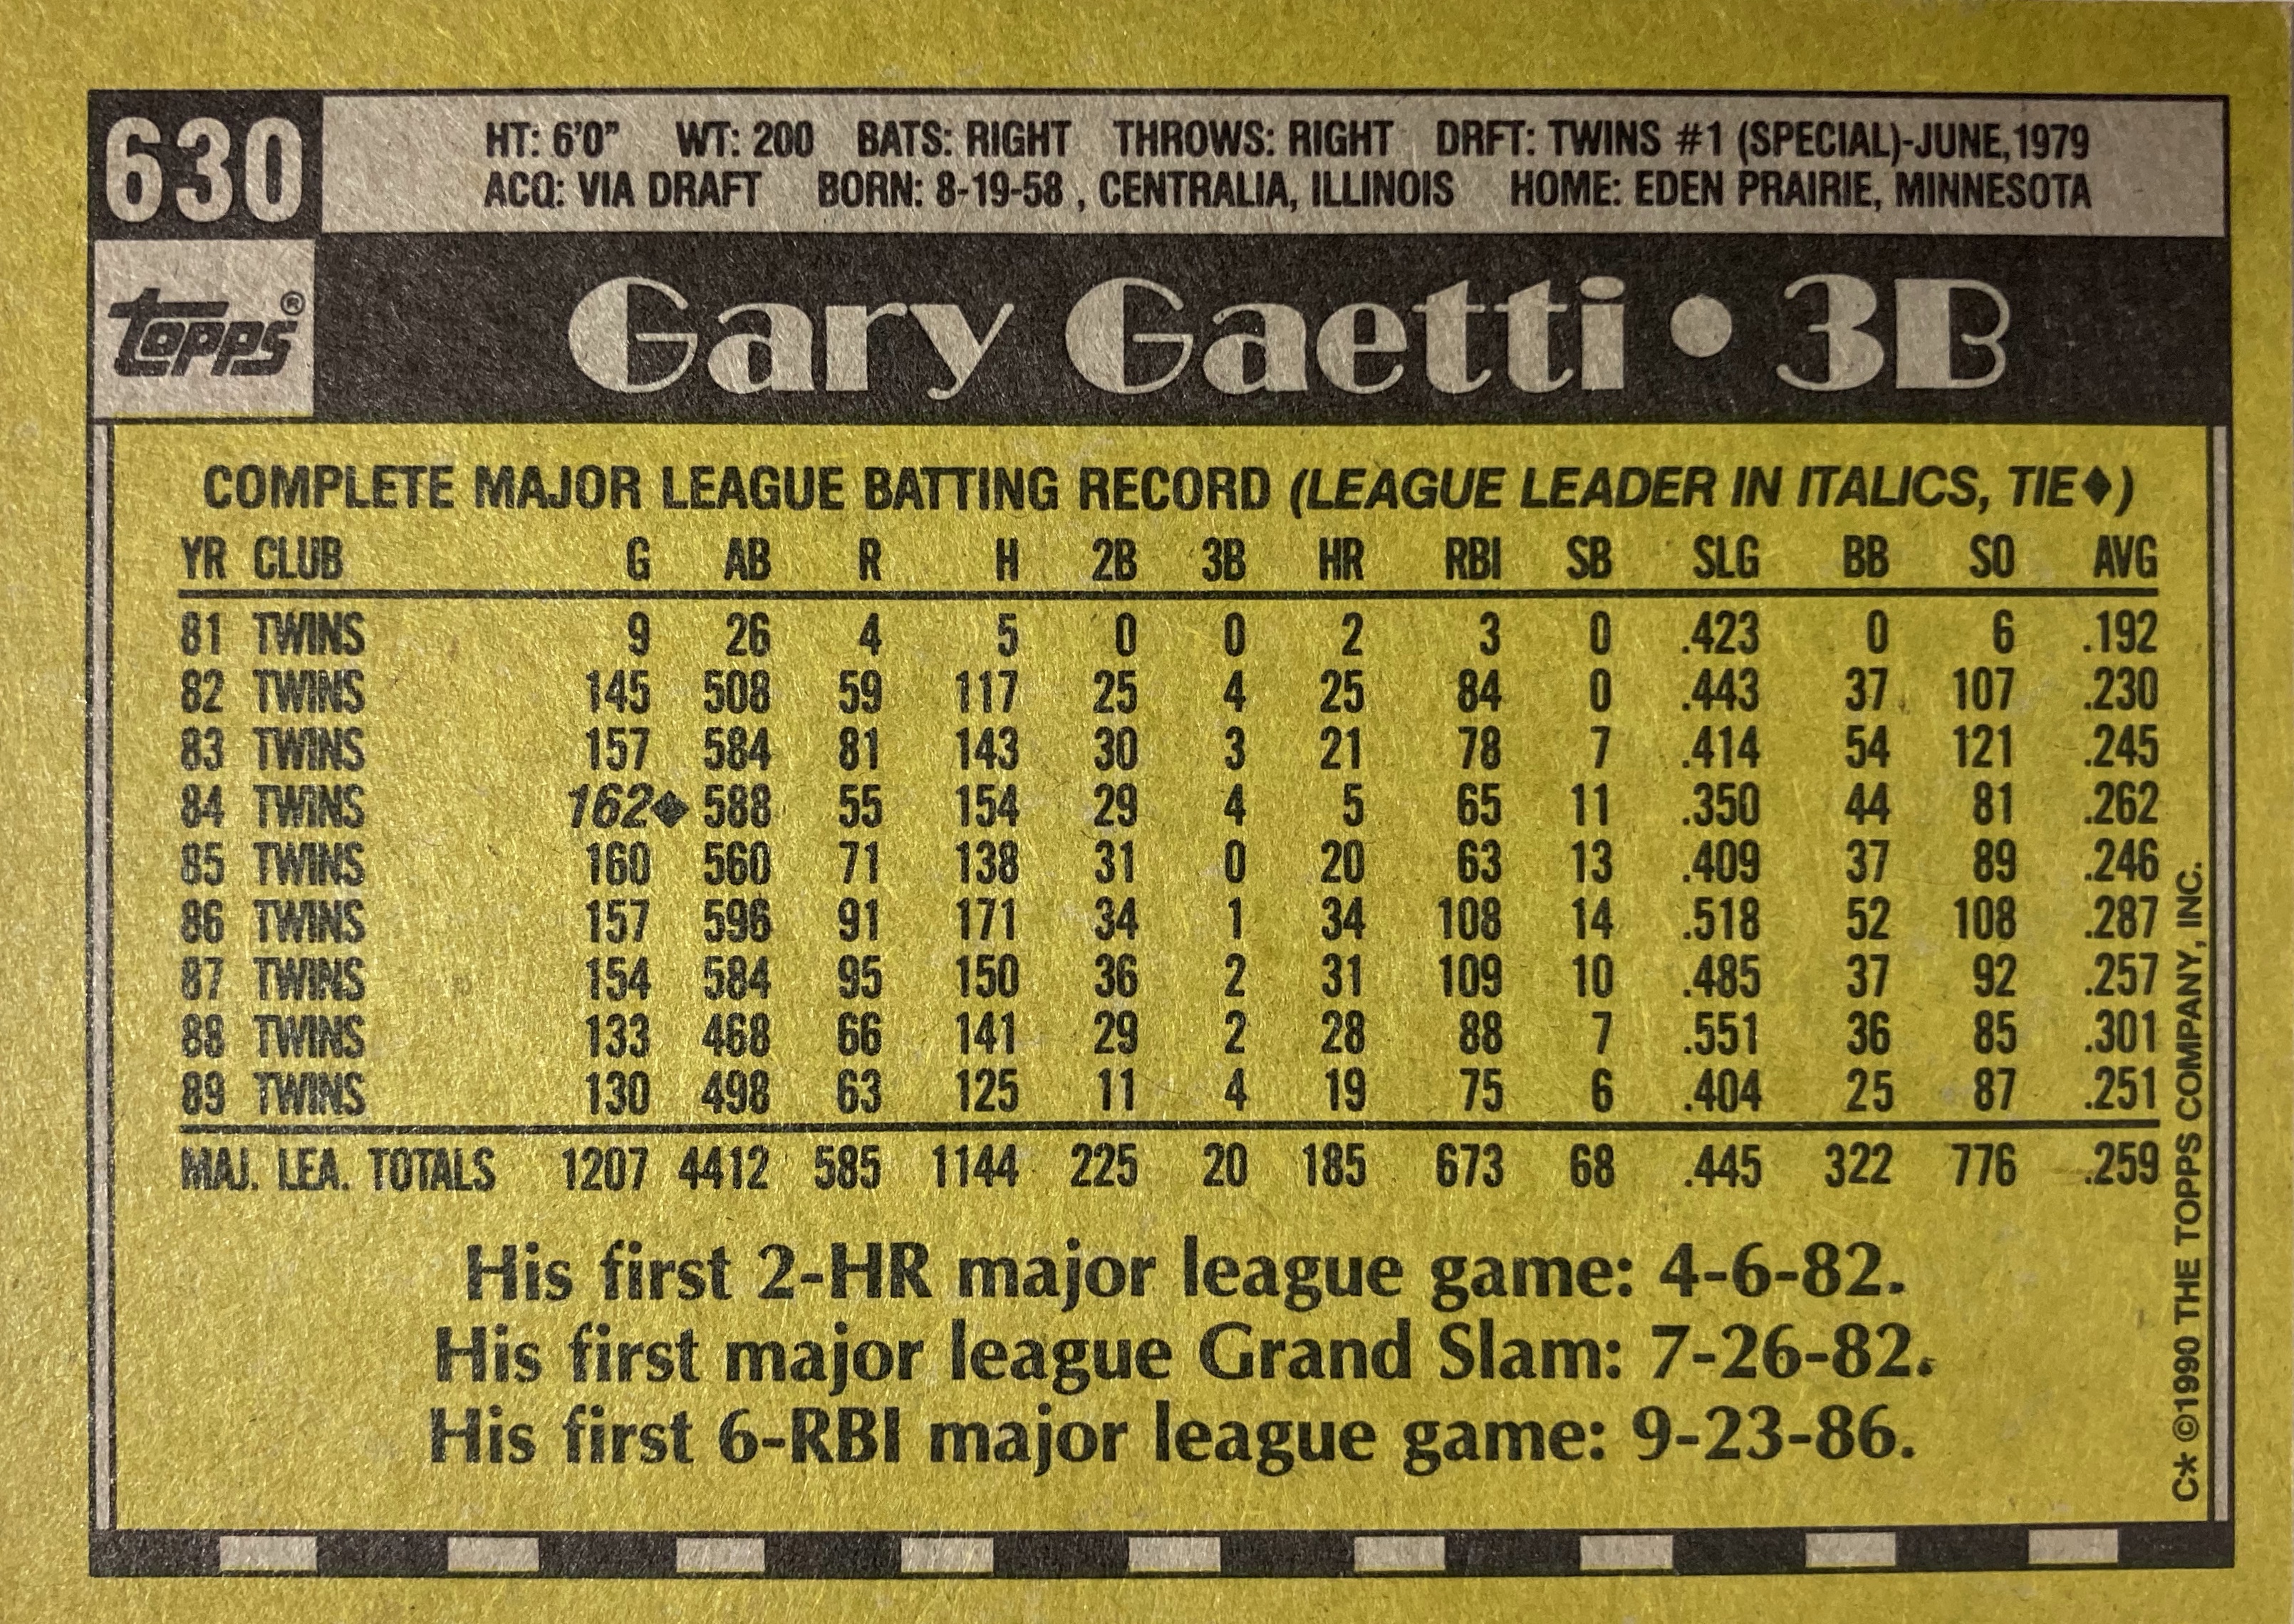 630
HT: 6'0" WT: 200 BATS: RIGHT THROWS: RIGHT DRFT: TWINS #1 (SPECIAL)-JUNE,1979
ACQ: VIA DRAFT BORN: 8-19-58 , CENTRALIA, ILLINOIS HOME: EDEN PRAIRIE, MINNESOTA
topps®
Gary Gaetti • 3B
COMPLETE MAJOR LEAGUE BATTING RECORD (LEAGUE LEADER IN ITALICS, TIE♦)
YR CLUB G AB R H 2B 3B HR RBI SB SLG BB SO AVG
81 TWINS 9 26 4 5 0 0 2 3 0 .423 0 6 .192
82 TWINS 145 508 59 117 25 4 25 84 0 .443 37 107 .230
83 TWINS 157 584 81 143 30 3 21 78 7 .414 54 121 .245
84 TWINS 162♦ 588 55 154 29 4 5 65 11 .350 44 81 .262
85 TWINS 160 560 71 138 31 0 20 63 13 .409 37 89 .246
86 TWINS 157 596 91 171 34 1 34 108 14 .518 52 108 .287
87 TWINS 154 584 95 150 36 2 31 109 10 .485 37 92 .257
88 TWINS 133 468 66 141 29 2 28 88 7 .551 36 85 .301
89 TWINS 130 498 63 125 11 4 19 75 6 .404 25 87 .251
MAJ. LEA. TOTALS 1207 4412 585 1144 225 20 185 673 68 .445 322 776 .259
His first 2-HR major league game: 4-6-82.
His first major league Grand Slam: 7-26-82.
His first 6-RBI major league game: 9-23-86.
C* ©1990 THE TOPPS COMPANY, INC.